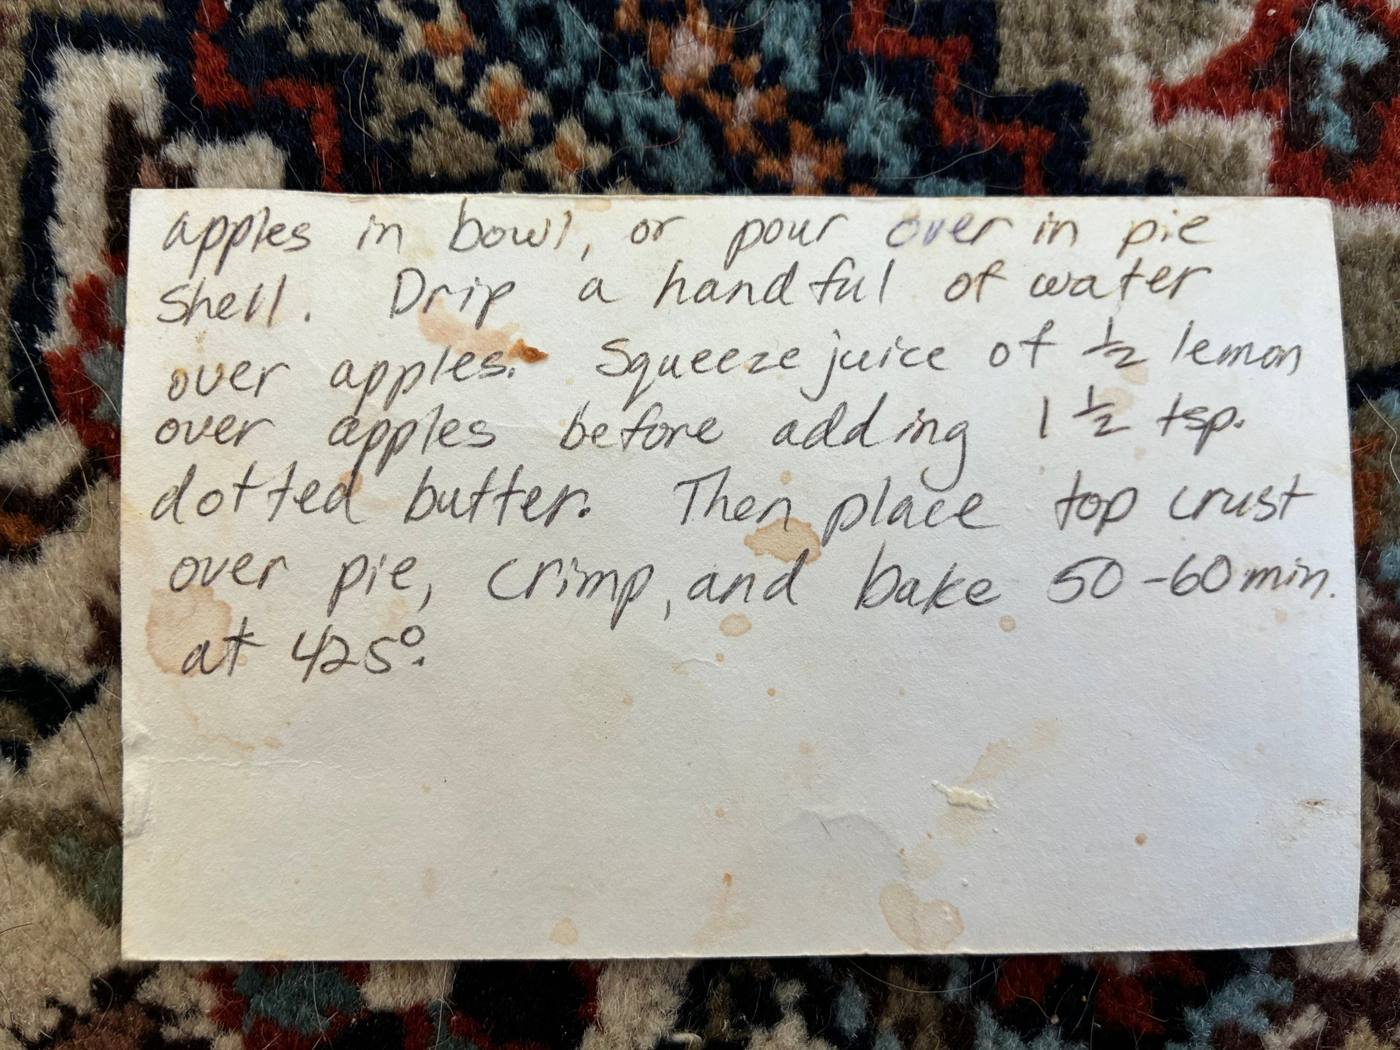 apples in bowl, or pour over in pie
shell. Drip a handful of water
over apples. Squeeze juice of 1/2 lemon
over apples before adding 1 1/2 tsp.
dotted butter. Then place top crust
over pie, crimp, and bake 50-60 min.
at 425°.